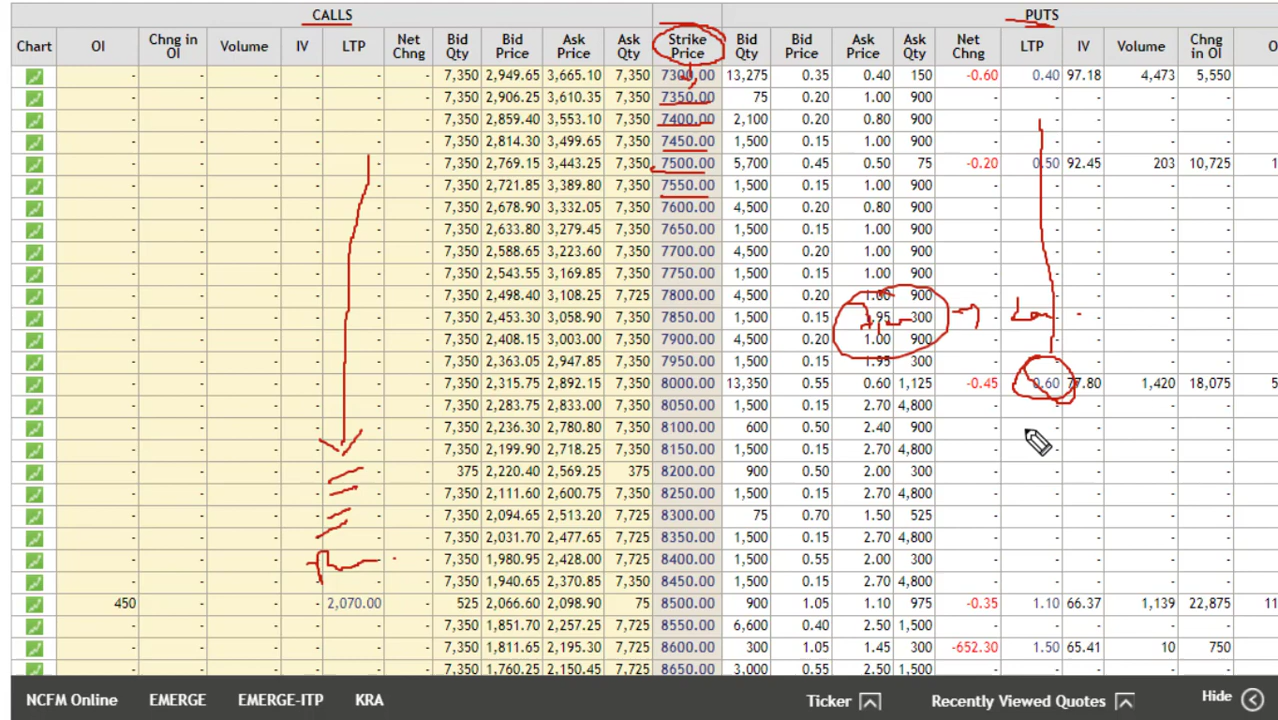 CALLS PUTS
Chart OI Chng in OI Volume IV LTP Net Chng Bid Qty Bid Price Ask Price Ask Qty Strike Price Bid Qty Bid Price Ask Price Ask Qty Net Chng LTP IV Volume Chng in OI O
- - - - - - 7,350 2,949.65 3,665.10 7,350 7300.00 13,275 0.35 0.40 150 -0.60 0.40 97.18 4,473 5,550
- - - - - - 7,350 2,906.25 3,610.35 7,350 7350.00 75 0.20 1.00 900 - - - - -
- - - - - - 7,350 2,859.40 3,553.10 7,350 7400.00 2,100 0.20 0.80 900 - - - - -
- - - - - - 7,350 2,814.30 3,499.65 7,350 7450.00 1,500 0.15 1.00 900 - - - - -
- - - - - - 7,350 2,769.15 3,443.25 7,350 7500.00 5,700 0.45 0.50 75 -0.20 0.50 92.45 203 10,725 1
- - - - - - 7,350 2,721.85 3,389.80 7,350 7550.00 1,500 0.15 1.00 900 - - - - -
- - - - - - 7,350 2,678.90 3,332.05 7,350 7600.00 4,500 0.20 0.80 900 - - - - -
- - - - - - 7,350 2,633.80 3,279.45 7,350 7650.00 1,500 0.15 1.00 900 - - - - -
- - - - - - 7,350 2,588.65 3,223.60 7,350 7700.00 4,500 0.20 1.00 900 - - - - -
- - - - - - 7,350 2,543.55 3,169.85 7,350 7750.00 1,500 0.15 1.00 900 - - - - -
- - - - - - 7,350 2,498.40 3,108.25 7,725 7800.00 4,500 0.20 1.00 900 - - - - -
- - - - - - 7,350 2,453.30 3,058.90 7,350 7850.00 1,500 0.15 1.95 300 - - - - -
- - - - - - 7,350 2,408.15 3,003.00 7,350 7900.00 4,500 0.20 1.00 900 - - - - -
- - - - - - 7,350 2,363.05 2,947.85 7,350 7950.00 1,500 0.15 1.95 300 - - - - -
- - - - - - 7,350 2,315.75 2,892.15 7,350 8000.00 13,350 0.55 0.60 1,125 -0.45 0.60 77.80 1,420 18,075 5
- - - - - - 7,350 2,283.75 2,833.00 7,350 8050.00 1,500 0.15 2.70 4,800 - - - - -
- - - - - - 7,350 2,236.30 2,780.80 7,350 8100.00 600 0.50 2.40 900 - - - - -
- - - - - - 7,350 2,199.90 2,718.25 7,350 8150.00 1,500 0.15 2.70 4,800 - - - - -
- - - - - - 375 2,220.40 2,569.25 375 8200.00 900 0.50 2.00 300 - - - - -
- - - - - - 7,350 2,111.60 2,600.75 7,350 8250.00 1,500 0.15 2.70 4,800 - - - - -
- - - - - - 7,350 2,094.65 2,513.20 7,725 8300.00 75 0.70 1.50 525 - - - - -
- - - - - - 7,350 2,031.70 2,477.65 7,725 8350.00 1,500 0.15 2.70 4,800 - - - - -
- - - - - - 7,350 1,980.95 2,428.00 7,725 8400.00 1,500 0.55 2.00 300 - - - - -
- - - - - - 7,350 1,940.65 2,370.85 7,350 8450.00 1,500 0.15 2.70 4,800 - - - - -
450 - - - 2,070.00 - 525 2,066.60 2,098.90 75 8500.00 900 1.05 1.10 975 -0.35 1.10 66.37 1,139 22,875 11
- - - - - - 7,350 1,851.70 2,257.25 7,725 8550.00 6,600 0.40 2.50 1,500 - - - - -
- - - - - - 7,350 1,811.65 2,195.30 7,725 8600.00 300 1.05 1.45 300 -652.30 1.50 65.41 10 750
- - - - - - 7,350 1,760.25 2,150.45 7,725 8650.00 3,000 0.55 2.50 1,500 - - - - -
NCFM Online EMERGE EMERGE-ITP KRA Ticker Recently Viewed Quotes Hide